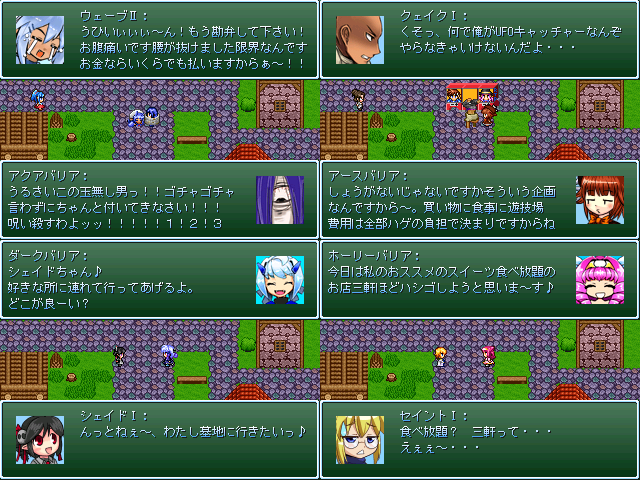 ウェーブⅡ：
うひいぃぃぃ～ん！もう勘弁して下さい！
お腹痛いです腰が抜けました限界なんです
お金ならいくらでも払いますからぁ～！！
クェイクⅠ：
くそっ、何で俺がUFOキャッチャーなんぞ
やらなきゃいけないんだよ・・・
アクアバリア：
うるさいこの玉無し男っ！！ゴチャゴチャ
言わずにちゃんと付いてきなさい！！！
呪い殺すわよッッ！！！！！１！２！３
アースバリア：
しょうがないじゃないですかそういう企画
なんですから～。買い物に食事に遊技場
費用は全部ハゲの負担で決まりですからね
ダークバリア：
シェイドちゃん♪
好きな所に連れて行ってあげるよ。
どこが良ーい？
ホーリーバリア：
今日は私のおススメのスイーツ食べ放題の
お店三軒ほどハシゴしようと思いま～す♪
シェイドⅠ：
んっとねぇ～、わたし墓地に行きたいっ♪
セイントⅠ：
食べ放題？　三軒って・・・
えぇぇ～・・・